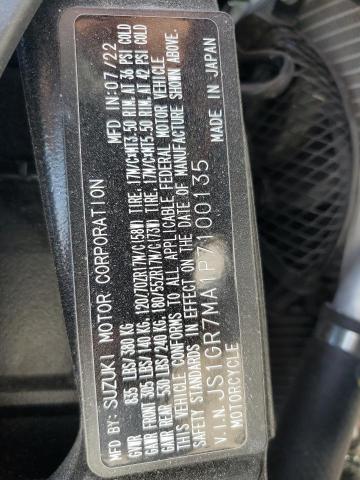 MFD BY: SUZUKI MOTOR CORPORATION MFD IN: 07/22
GVWR 835 LBS/ 380 KG
GAWR FRONT 305 LBS/ 140 KG, 120/70ZR17M/C(58W) TIRE, 17M/CxMT3.50 RIM, AT 36 PSI COLD
GAWR REAR 530 LBS/ 240 KG, 180/55ZR17M/C(73W) TIRE, 17M/CxMT5.50 RIM, AT 42 PSI COLD
THIS VEHICLE CONFORMS TO ALL APPLICABLE FEDERAL MOTOR VEHICLE
SAFETY STANDARDS IN EFFECT ON THE DATE OF MANUFACTURE SHOWN ABOVE.
V.I.N. JS1GR7MA1P7100135 MADE IN JAPAN
MOTORCYCLE